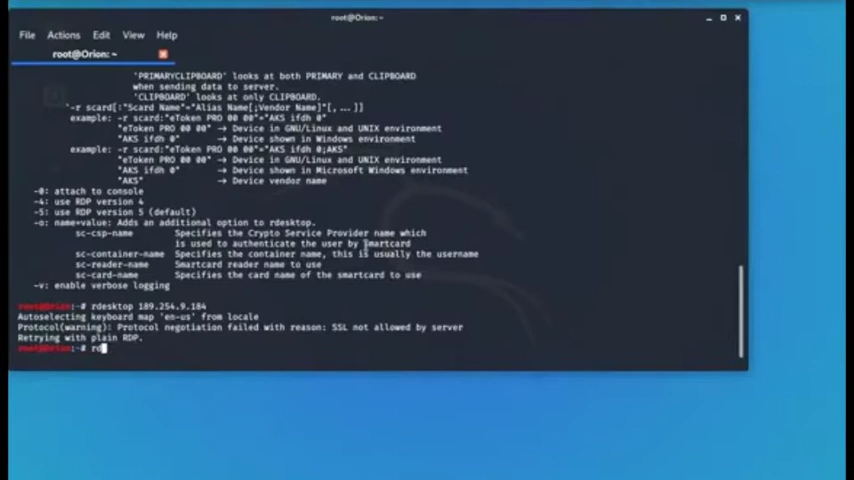 root@Orion: ~
File Actions Edit View Help
root@Orion: ~
'PRIMARYCLIPBOARD' looks at both PRIMARY and CLIPBOARD
when sending data to server.
'CLIPBOARD' looks at only CLIPBOARD.
'-r scard[:"Scard Name"="Alias Name[;Vendor Name]"[,...]]
example: -r scard:"eToken PRO 00 00"="AKS ifdh 0"
"eToken PRO 00 00" → Device in GNU/Linux and UNIX environment
"AKS ifdh 0" → Device shown in Windows environment
example: -r scard:"eToken PRO 00 00"="AKS ifdh 0;AKS"
"eToken PRO 00 00" → Device in GNU/Linux and UNIX environment
"AKS ifdh 0" → Device shown in Microsoft Windows environment
"AKS" → Device vendor name
-0: attach to console
-4: use RDP version 4
-5: use RDP version 5 (default)
-o: name=value: Adds an additional option to rdesktop.
sc-csp-name Specifies the Crypto Service Provider name which
is used to authenticate the user by smartcard
sc-container-name Specifies the container name, this is usually the username
sc-reader-name Smartcard reader name to use
sc-card-name Specifies the card name of the smartcard to use
-v: enable verbose logging
root@Orion:~# rdesktop 189.254.9.184
Autoselecting keyboard map 'en-us' from locale
Protocol(warning): Protocol negotiation failed with reason: SSL not allowed by server
Retrying with plain RDP.
root@Orion:~# rd